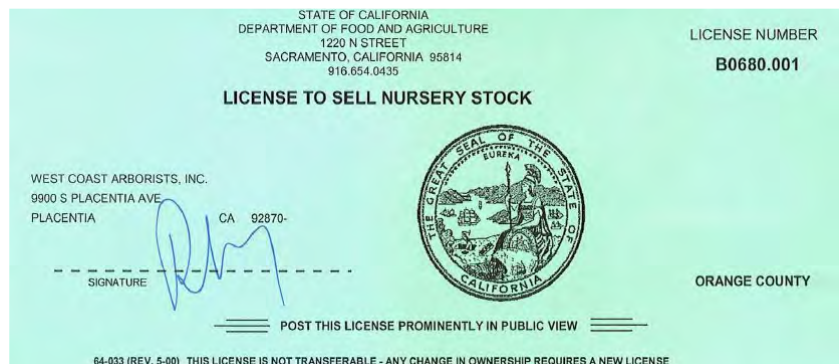 STATE OF CALIFORNIA
DEPARTMENT OF FOOD AND AGRICULTURE
1220 N STREET
SACRAMENTO, CALIFORNIA 95814
916.654.0435
LICENSE NUMBER
B0680.001
LICENSE TO SELL NURSERY STOCK
WEST COAST ARBORISTS, INC.
9900 S PLACENTIA AVE
PLACENTIA CA 92870-
THE GREAT SEAL OF THE STATE OF CALIFORNIA
EUREKA
SIGNATURE
ORANGE COUNTY
POST THIS LICENSE PROMINENTLY IN PUBLIC VIEW
64-033 (REV. 5-00) THIS LICENSE IS NOT TRANSFERABLE - ANY CHANGE IN OWNERSHIP REQUIRES A NEW LICENSE